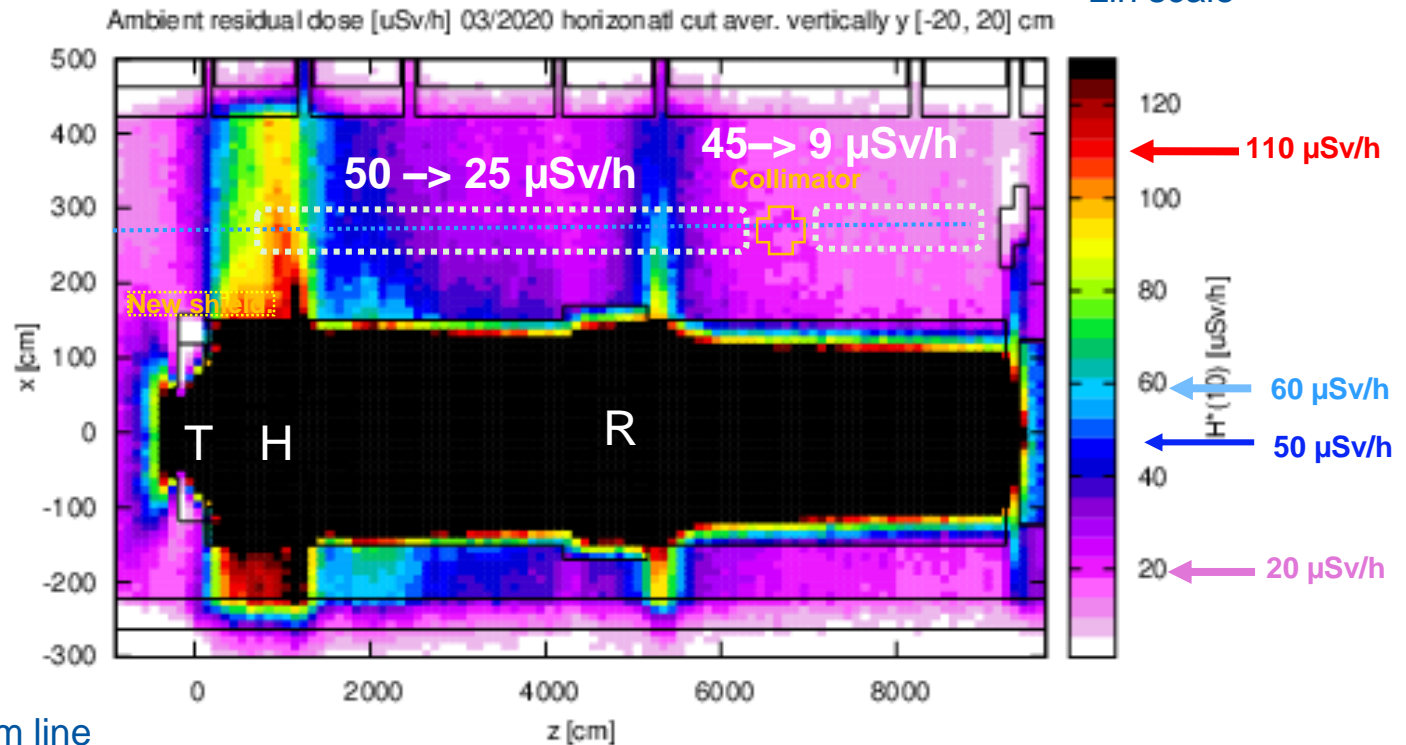 Ambient residual dose [uSv/h] 03/2020 horizonatl cut aver. vertically y [-20, 20] cm
500
400
300
200
100
0
-100
-200
-300
x [cm]
45–> 9 µSv/h
50 –> 25 µSv/h
Collimator
New shield.
T H R
0 2000 4000 6000 8000
z [cm]
120
100
80
60
40
20
H*(10) [uSv/h]
110 µSv/h
60 µSv/h
50 µSv/h
20 µSv/h
m line